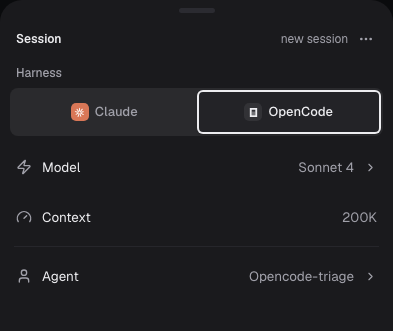 Session new session ...
Harness
Claude OpenCode
Model Sonnet 4
Context 200K
Agent Opencode-triage